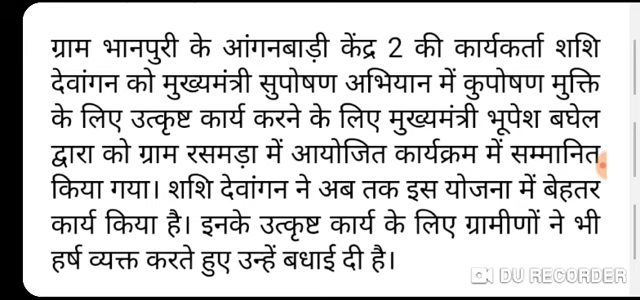 ग्राम भानपुरी के आंगनबाड़ी केंद्र 2 की कार्यकर्ता शशि
देवांगन को मुख्यमंत्री सुपोषण अभियान में कुपोषण मुक्ति
के लिए उत्कृष्ट कार्य करने के लिए मुख्यमंत्री भूपेश बघेल
द्वारा को ग्राम रसमड़ा में आयोजित कार्यक्रम में सम्मानित
किया गया। शशि देवांगन ने अब तक इस योजना में बेहतर
कार्य किया है। इनके उत्कृष्ट कार्य के लिए ग्रामीणों ने भी
हर्ष व्यक्त करते हुए उन्हें बधाई दी है।
DU RECORDER